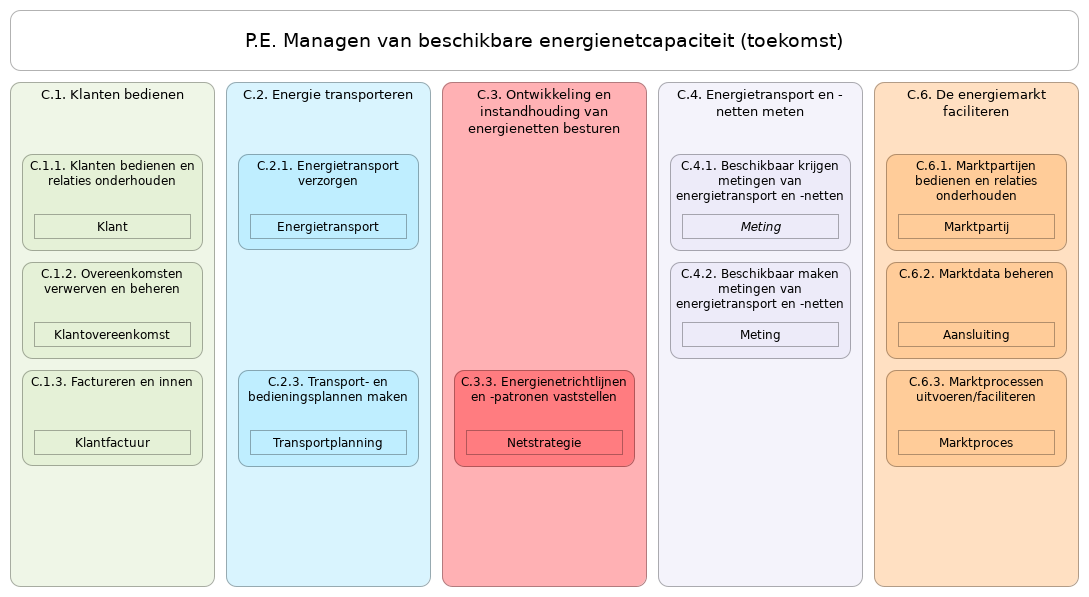 P.E. Managen van beschikbare energienetcapaciteit (toekomst)
C.1. Klanten bedienen
C.1.1. Klanten bedienen en
relaties onderhouden
Klant
C.1.2. Overeenkomsten
verwerven en beheren
Klantovereenkomst
C.1.3. Factureren en innen
Klantfactuur
C.2. Energie transporteren
C.2.1. Energietransport
verzorgen
Energietransport
C.2.3. Transport- en
bedieningsplannen maken
Transportplanning
C.3. Ontwikkeling en
instandhouding van
energienetten besturen
C.3.3. Energienetrichtlijnen
en -patronen vaststellen
Netstrategie
C.4. Energietransport en -
netten meten
C.4.1. Beschikbaar krijgen
metingen van
energietransport en -netten
Meting
C.4.2. Beschikbaar maken
metingen van
energietransport en -netten
Meting
C.6. De energiemarkt
faciliteren
C.6.1. Marktpartijen
bedienen en relaties
onderhouden
Marktpartij
C.6.2. Marktdata beheren
Aansluiting
C.6.3. Marktprocessen
uitvoeren/faciliteren
Marktproces